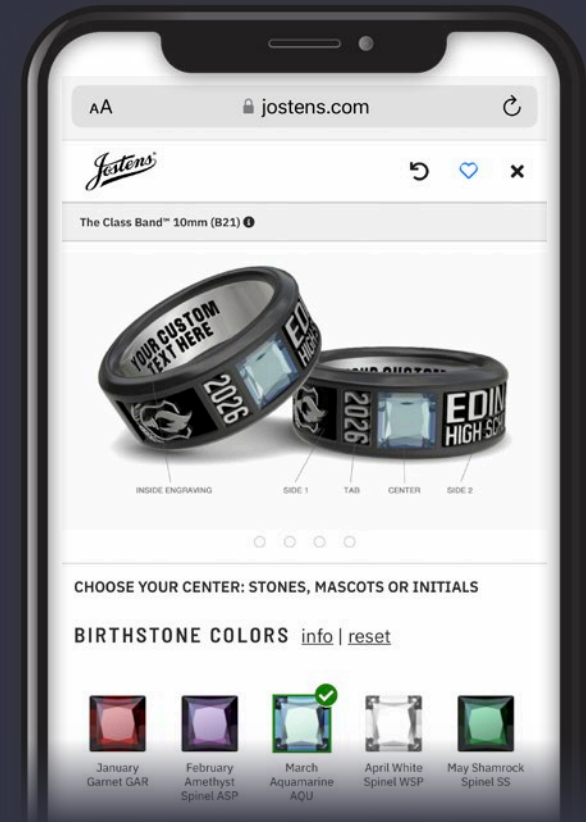 AA jostens.com
Jostens
The Class Band™ 10mm (B21)
YOUR CUSTOM
TEXT HERE
2026
2026
EDIN
HIGH SCH
INSIDE ENGRAVING SIDE 1 TAB CENTER SIDE 2
CHOOSE YOUR CENTER: STONES, MASCOTS OR INITIALS
BIRTHSTONE COLORS info | reset
January
Garnet GAR
February
Amethyst
Spinel ASP
March
Aquamarine
AQU
April White
Spinel WSP
May Shamrock
Spinel SS